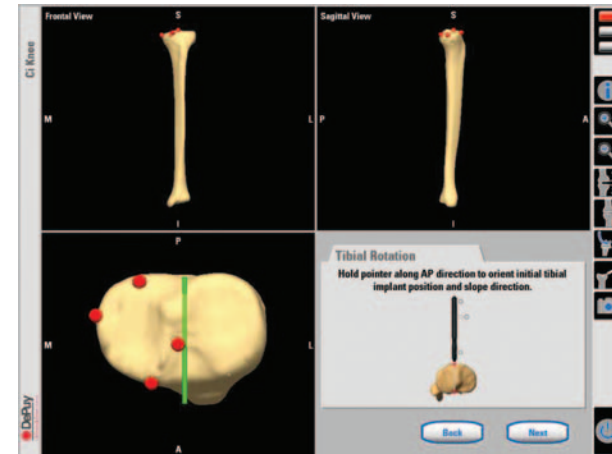 Ci Knee
Frontal View
S
M
L
I
Sagittal View
S
P
A
I
P
M
L
A
Tibial Rotation
Hold pointer along AP direction to orient initial tibial
implant position and slope direction.
Back
Next
DePuy